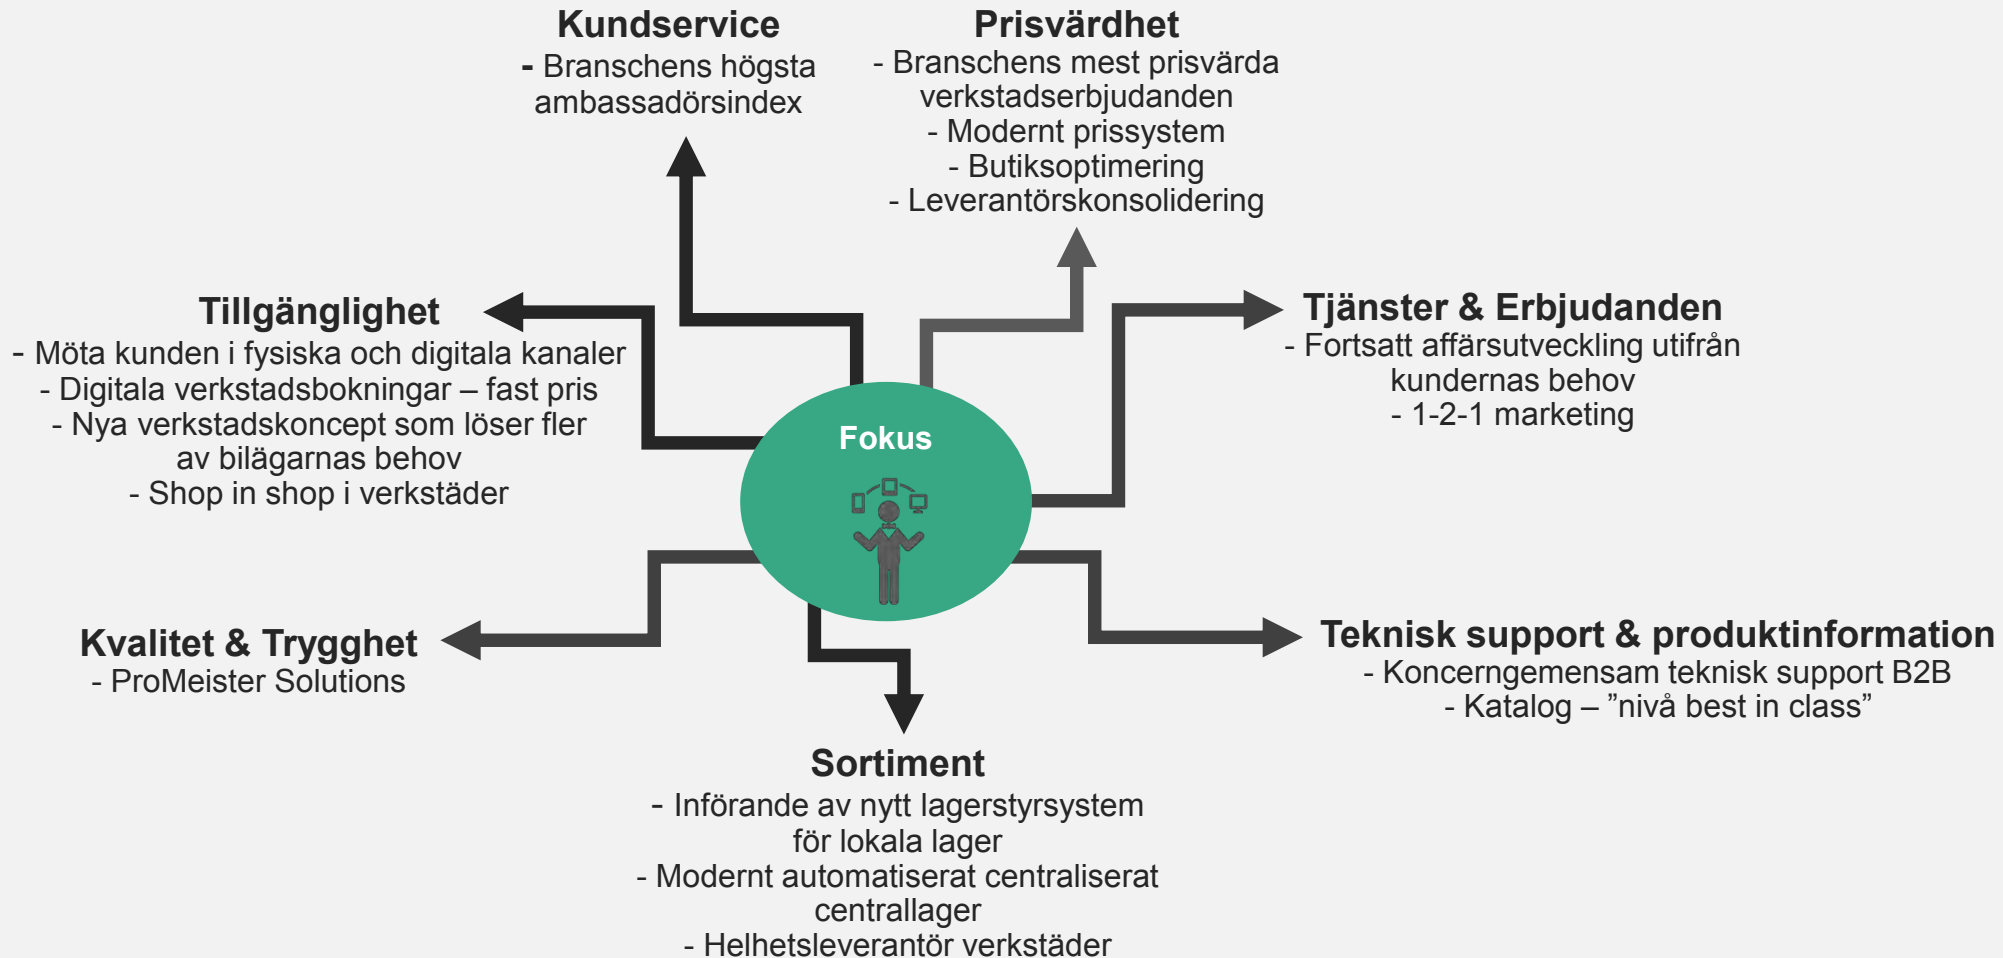 Kundservice
- Branschens högsta
ambassadörsindex
Prisvärdhet
- Branschens mest prisvärda
verkstadserbjudanden
- Modernt prissystem
- Butiksoptimering
- Leverantörskonsolidering
Tillgänglighet
- Möta kunden i fysiska och digitala kanaler
- Digitala verkstadsbokningar – fast pris
- Nya verkstadskoncept som löser fler
av bilägarnas behov
- Shop in shop i verkstäder
Tjänster & Erbjudanden
- Fortsatt affärsutveckling utifrån
kundernas behov
- 1-2-1 marketing
Fokus
Kvalitet & Trygghet
- ProMeister Solutions
Teknisk support & produktinformation
- Koncerngemensam teknisk support B2B
- Katalog – ”nivå best in class”
Sortiment
- Införande av nytt lagerstyrsystem
för lokala lager
- Modernt automatiserat centraliserat
centrallager
- Helhetsleverantör verkstäder